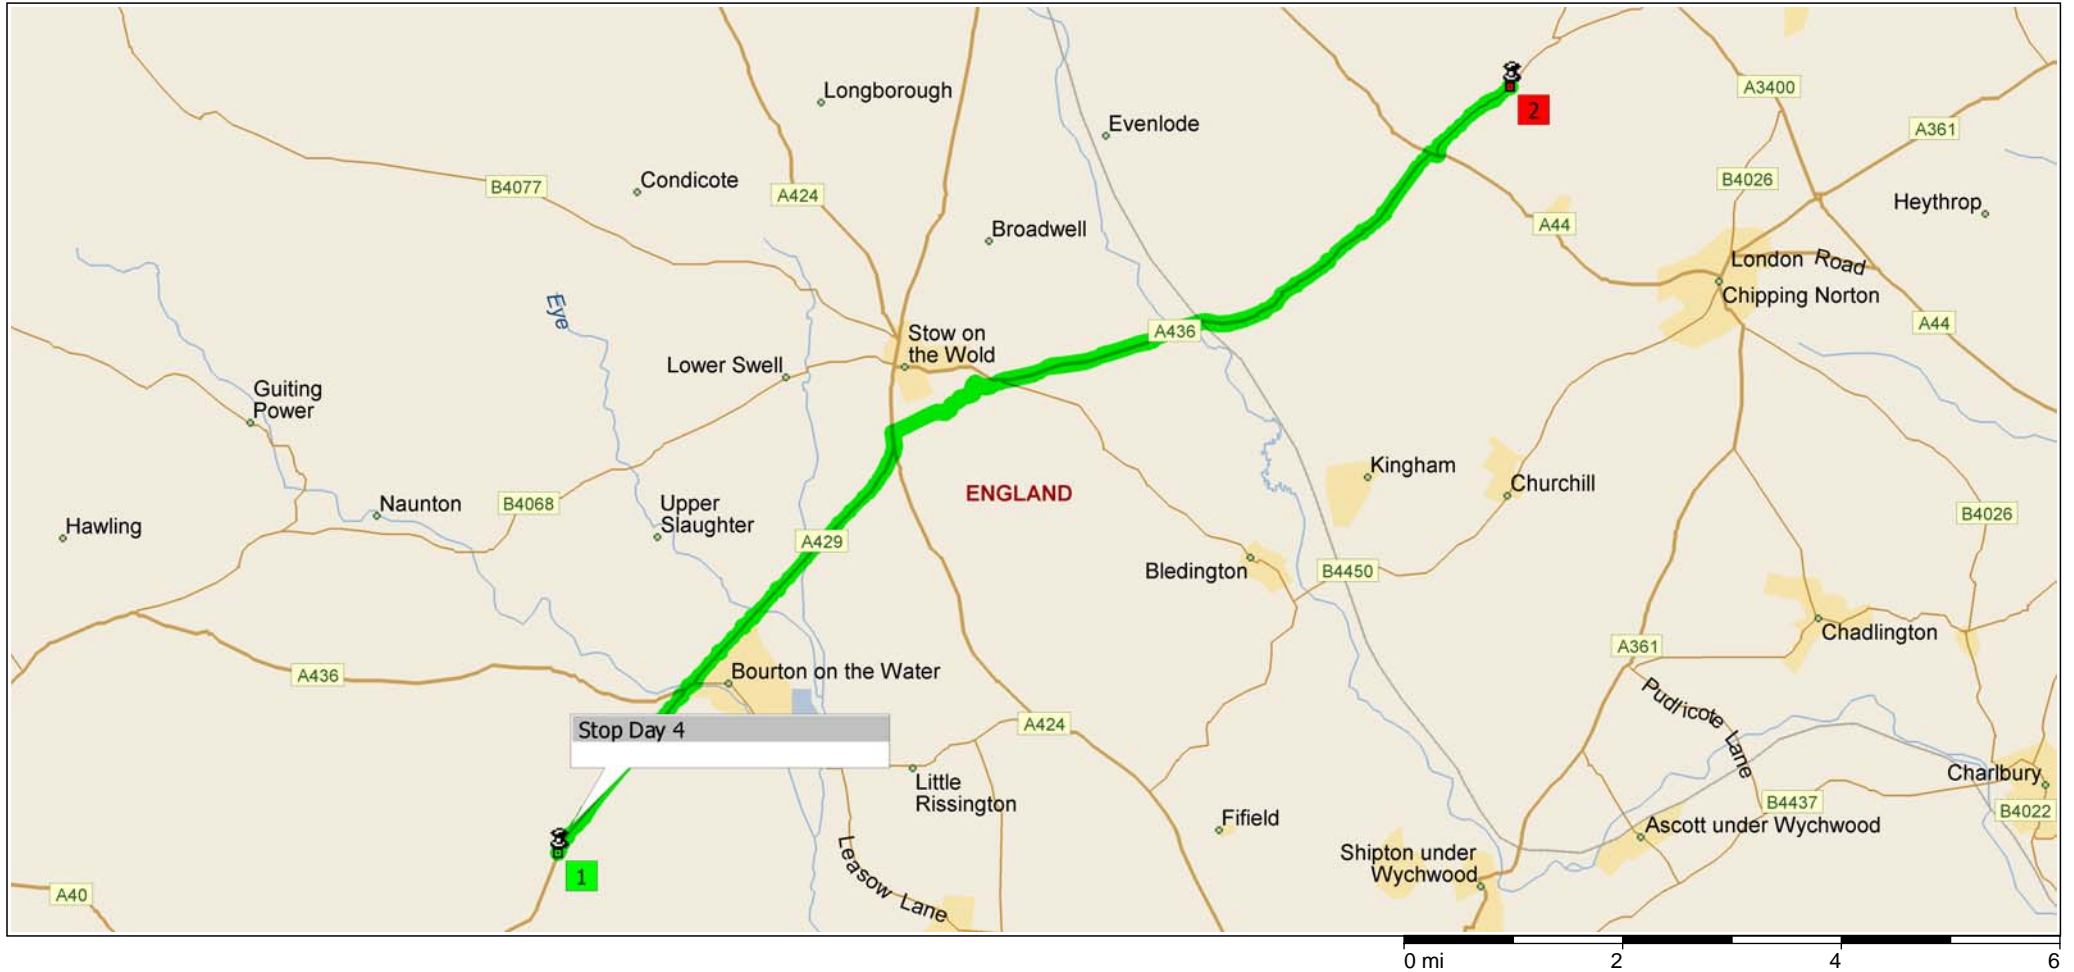 Longborough
Evenlode
2
A3400
A361
B4077
Condicote
A424
B4026
Heythrop
Broadwell
A44
London Road
Chipping Norton
Eye
A436
Stow on
the Wold
A44
Lower Swell
Guiting
Power
Kingham
Churchill
ENGLAND
Naunton
B4068
Upper
Slaughter
Hawling
A429
B4026
Bledington
B4450
Chadlington
A361
A436
Bourton on the Water
Pudlicote Lane
A424
Stop Day 4
Little
Rissington
Charlbury
B4437
B4022
Fifield
Ascott under Wychwood
Shipton under
Wychwood
Leasow Lane
1
A40
0 mi 2 4 6